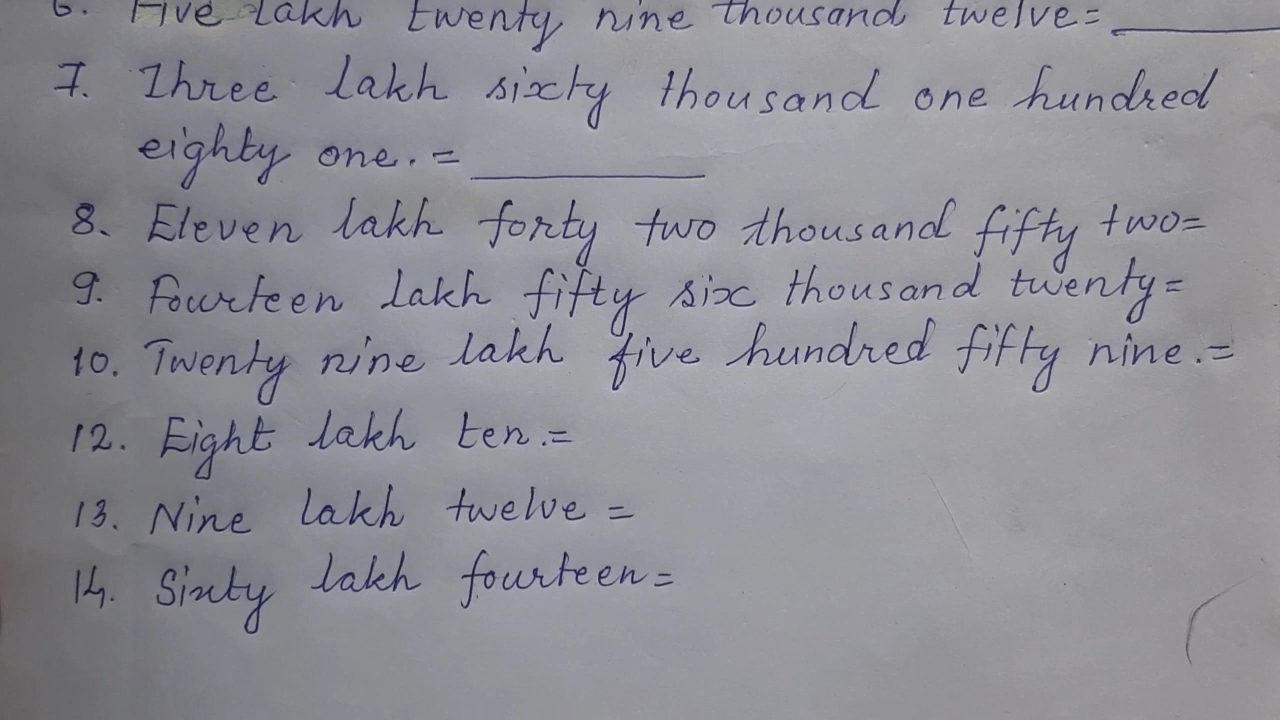 6. Five lakh twenty nine thousand twelve= ________
7. Three lakh sixty thousand one hundred
eighty one. = ________
8. Eleven lakh forty two thousand fifty two=
9. Fourteen lakh fifty six thousand twenty=
10. Twenty nine lakh five hundred fifty nine.=
12. Eight lakh ten.=
13. Nine lakh twelve =
14. Sixty lakh fourteen=